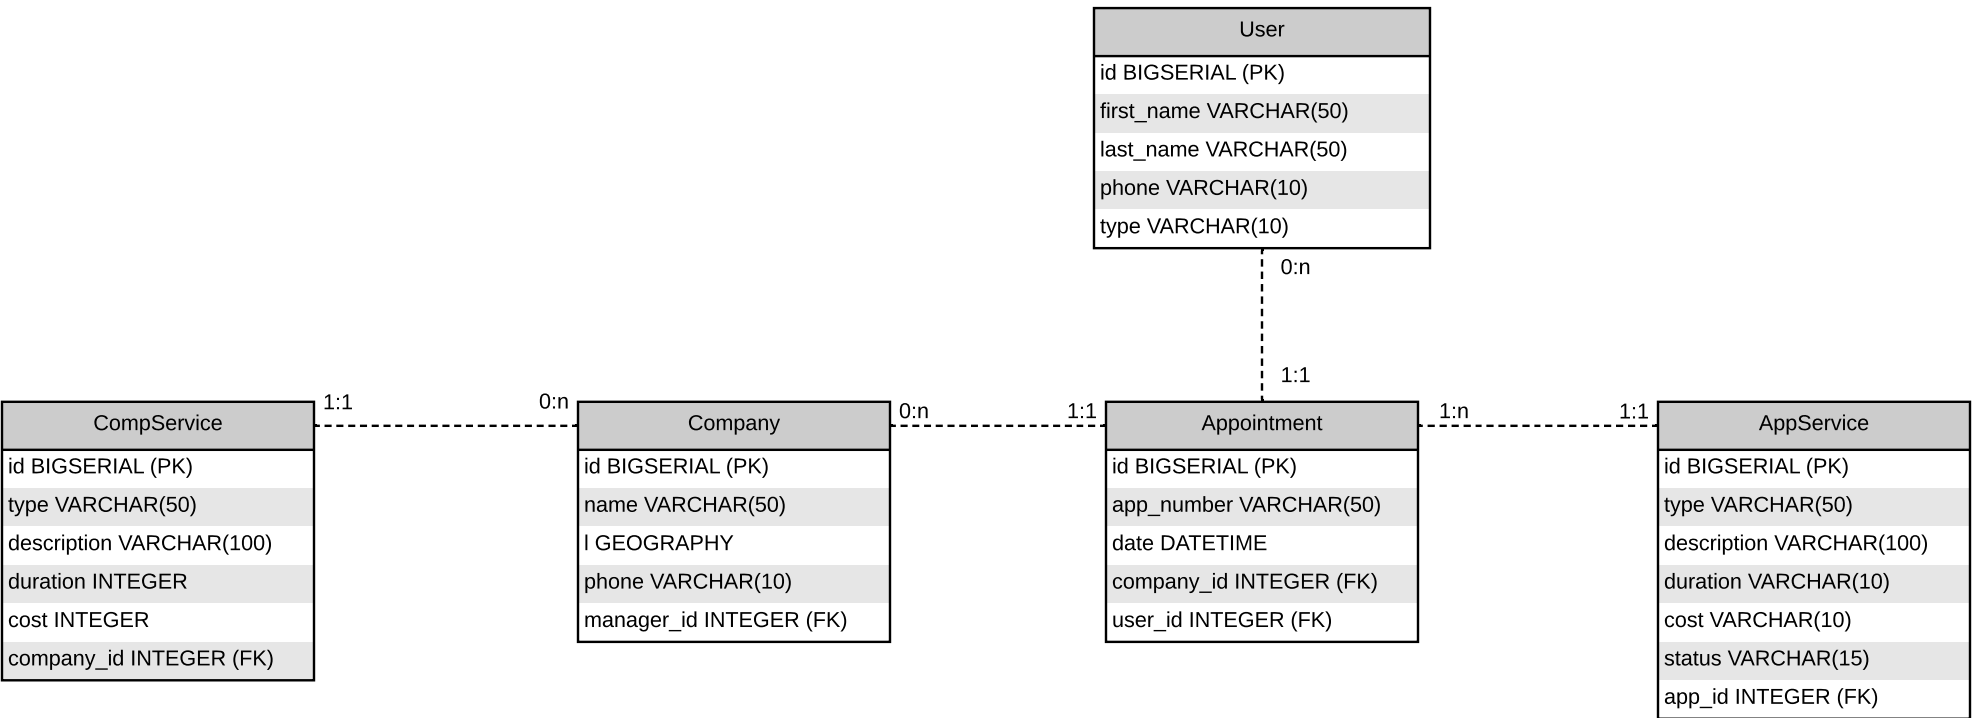 User
id BIGSERIAL (PK)
first_name VARCHAR(50)
last_name VARCHAR(50)
phone VARCHAR(10)
type VARCHAR(10)
0:n
1:1
CompService
id BIGSERIAL (PK)
type VARCHAR(50)
description VARCHAR(100)
duration INTEGER
cost INTEGER
company_id INTEGER (FK)
1:1
0:n
Company
id BIGSERIAL (PK)
name VARCHAR(50)
l GEOGRAPHY
phone VARCHAR(10)
manager_id INTEGER (FK)
0:n
1:1
Appointment
id BIGSERIAL (PK)
app_number VARCHAR(50)
date DATETIME
company_id INTEGER (FK)
user_id INTEGER (FK)
1:n
1:1
AppService
id BIGSERIAL (PK)
type VARCHAR(50)
description VARCHAR(100)
duration VARCHAR(10)
cost VARCHAR(10)
status VARCHAR(15)
app_id INTEGER (FK)